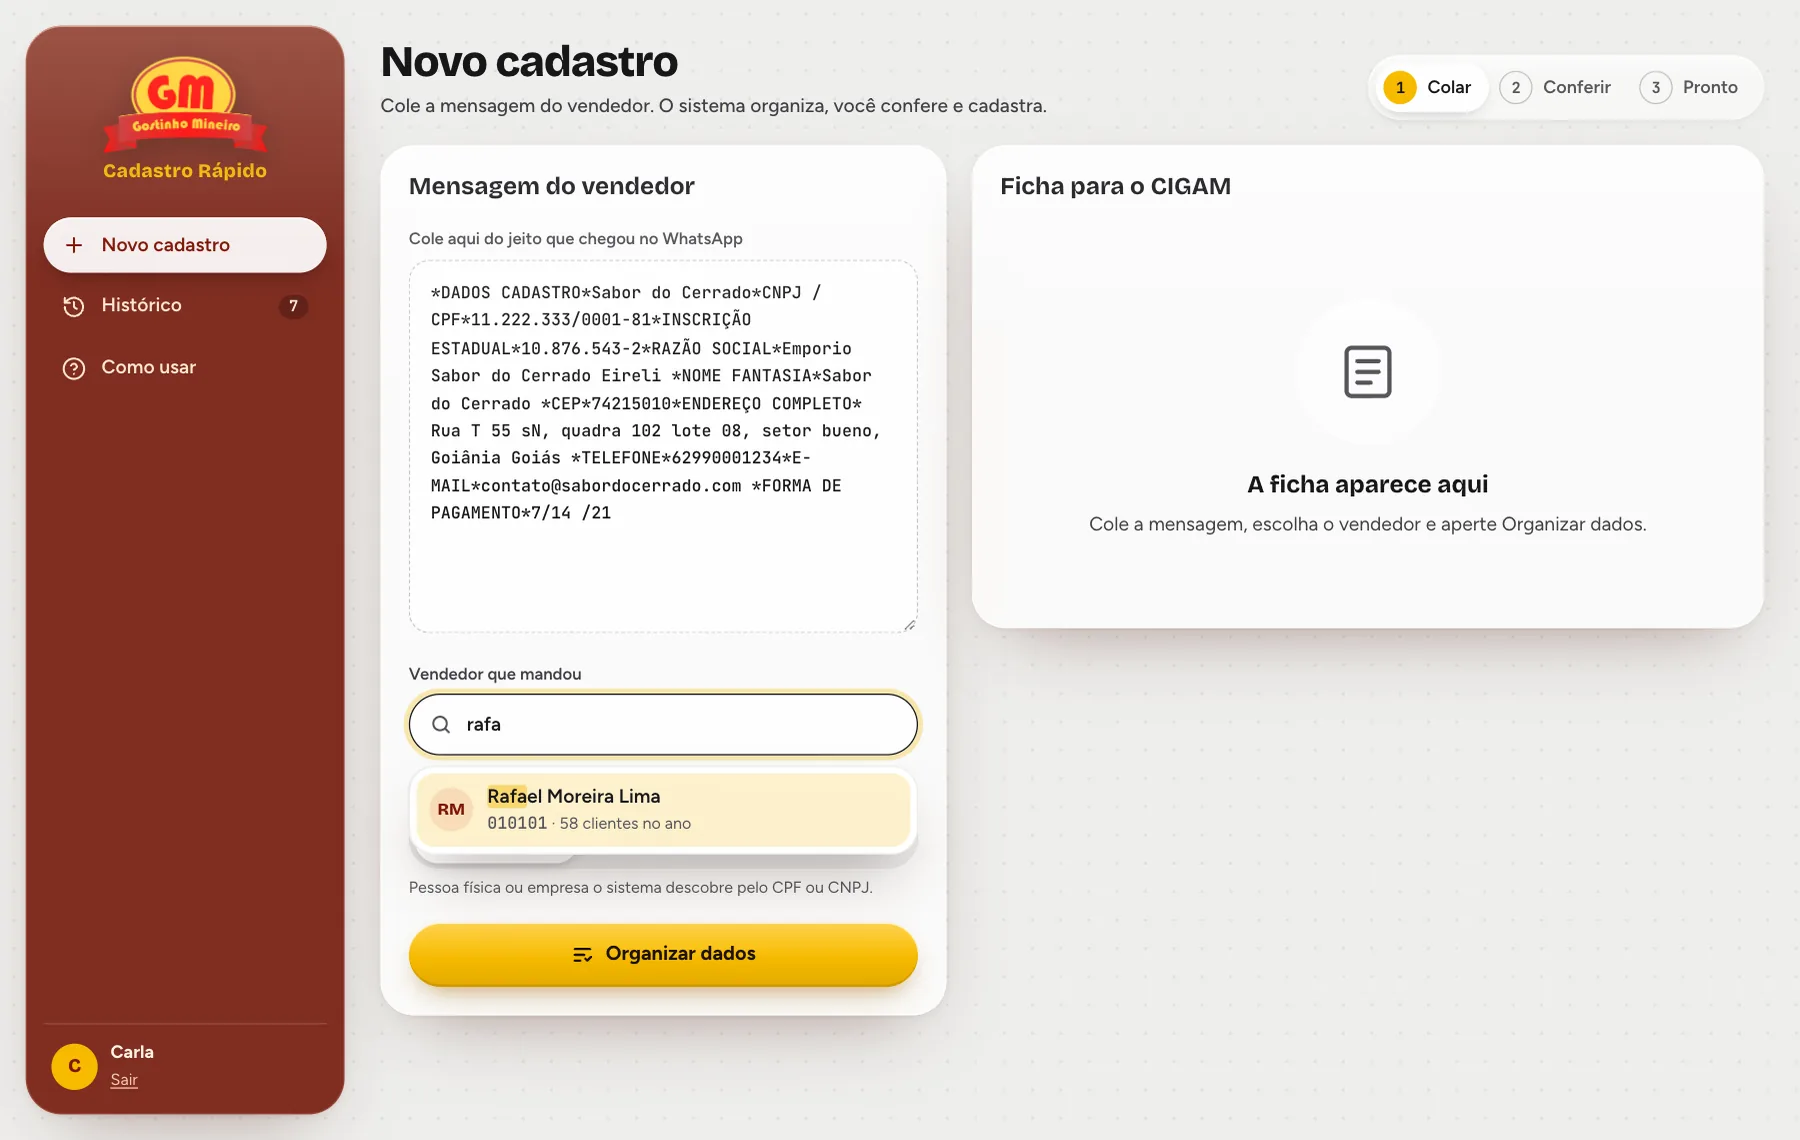 GM
Gostinho Mineiro
Cadastro Rápido
Novo cadastro
Histórico 7
Como usar
Carla
C
Sair
Novo cadastro
Cole a mensagem do vendedor. O sistema organiza, você confere e cadastra.
1 Colar 2 Conferir 3 Pronto
Mensagem do vendedor
Cole aqui do jeito que chegou no WhatsApp
*DADOS CADASTRO*Sabor do Cerrado*CNPJ /
CPF*11.222.333/0001-81*INSCRIÇÃO
ESTADUAL*10.876.543-2*RAZÃO SOCIAL*Emporio
Sabor do Cerrado Eireli *NOME FANTASIA*Sabor
do Cerrado *CEP*74215010*ENDEREÇO COMPLETO*
Rua T 55 sN, quadra 102 lote 08, setor bueno,
Goiânia Goiás *TELEFONE*62990001234*E-
MAIL*contato@sabordocerrado.com *FORMA DE
PAGAMENTO*7/14 /21
Vendedor que mandou
rafa
RM
Rafael Moreira Lima
010101 · 58 clientes no ano
Pessoa física ou empresa o sistema descobre pelo CPF ou CNPJ.
Organizar dados
Ficha para o CIGAM
A ficha aparece aqui
Cole a mensagem, escolha o vendedor e aperte Organizar dados.